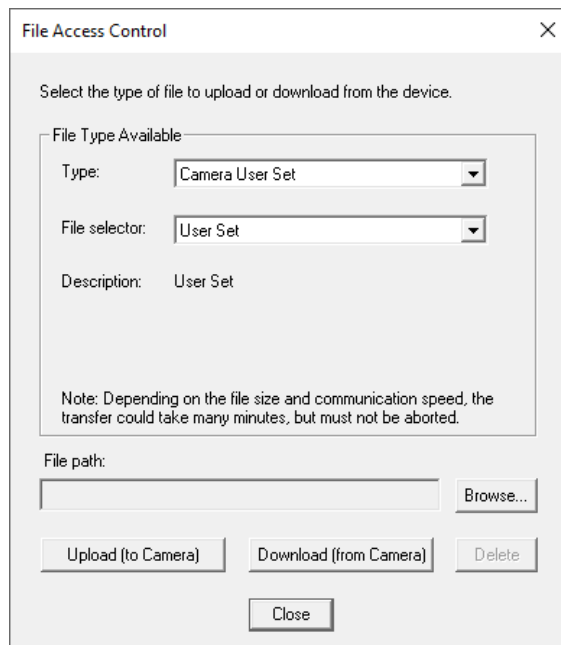 File Access Control
Select the type of file to upload or download from the device.
File Type Available
Type: Camera User Set
File selector: User Set
Description: User Set
Note: Depending on the file size and communication speed, the
transfer could take many minutes, but must not be aborted.
File path:
Browse...
Upload (to Camera) Download (from Camera) Delete
Close